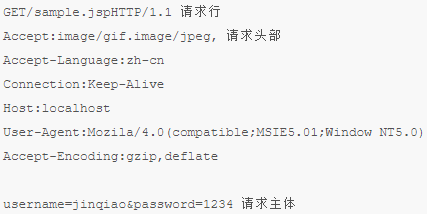 GET/sample.jspHTTP/1.1 请求行
Accept:image/gif.image/jpeg, 请求头部
Accept-Language:zh-cn
Connection:Keep-Alive
Host:localhost
User-Agent:Mozila/4.0(compatible;MSIE5.01;Window NT5.0)
Accept-Encoding:gzip,deflate
username=jinqiao&password=1234 请求主体